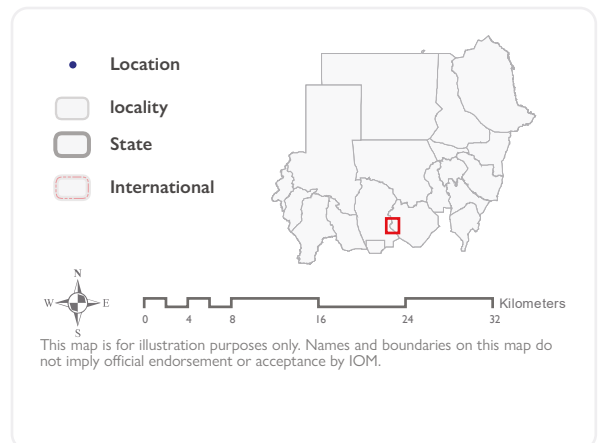 Location
locality
State
International
N
W E
S
Kilometers
0 4 8 16 24 32
This map is for illustration purposes only. Names and boundaries on this map do
not imply official endorsement or acceptance by IOM.